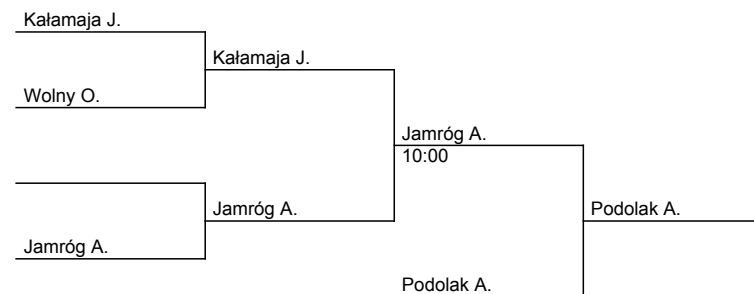 Kałamaja J.
Kałamaja J.
Wolny O.
Jamróg A.
10:00
Jamróg A.
Podolak A.
Jamróg A.
Podolak A.